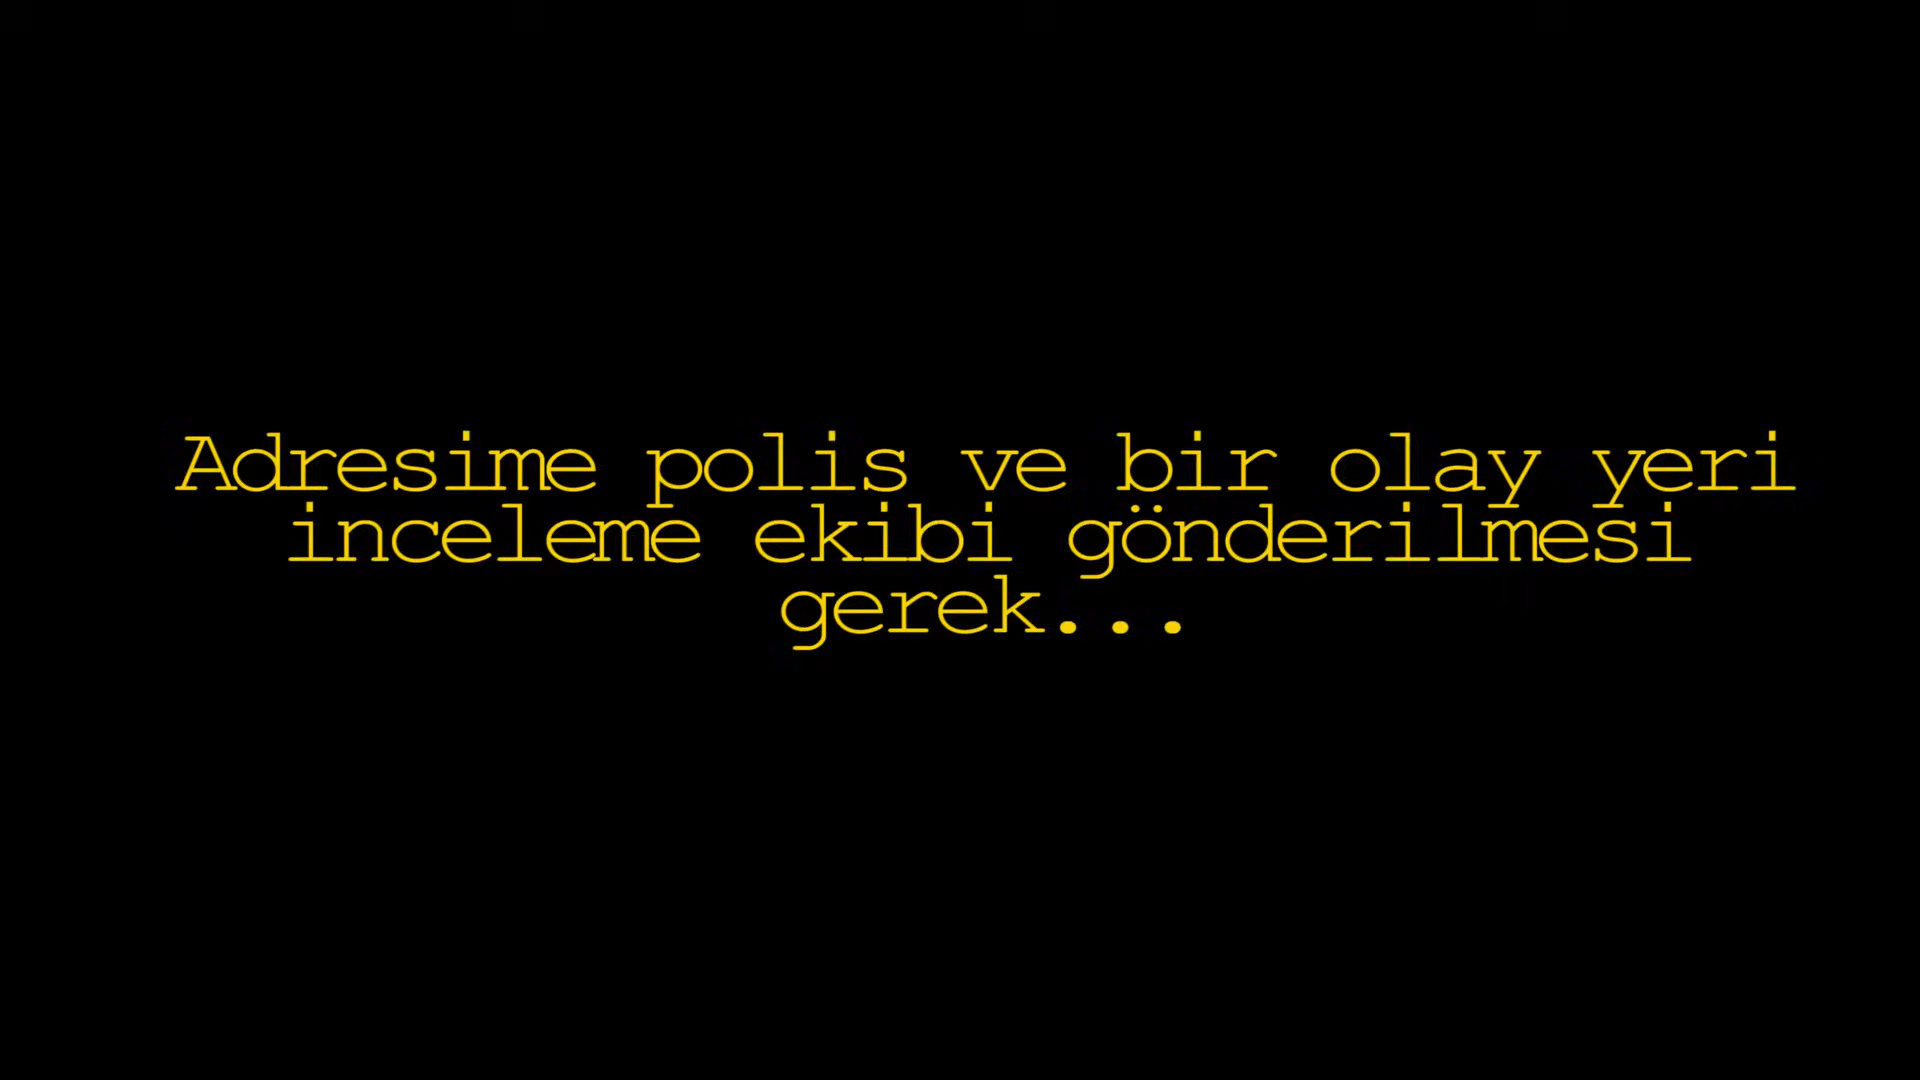 Adresime polis ve bir olay yeri
inceleme ekibi gönderilmesi
gerek...